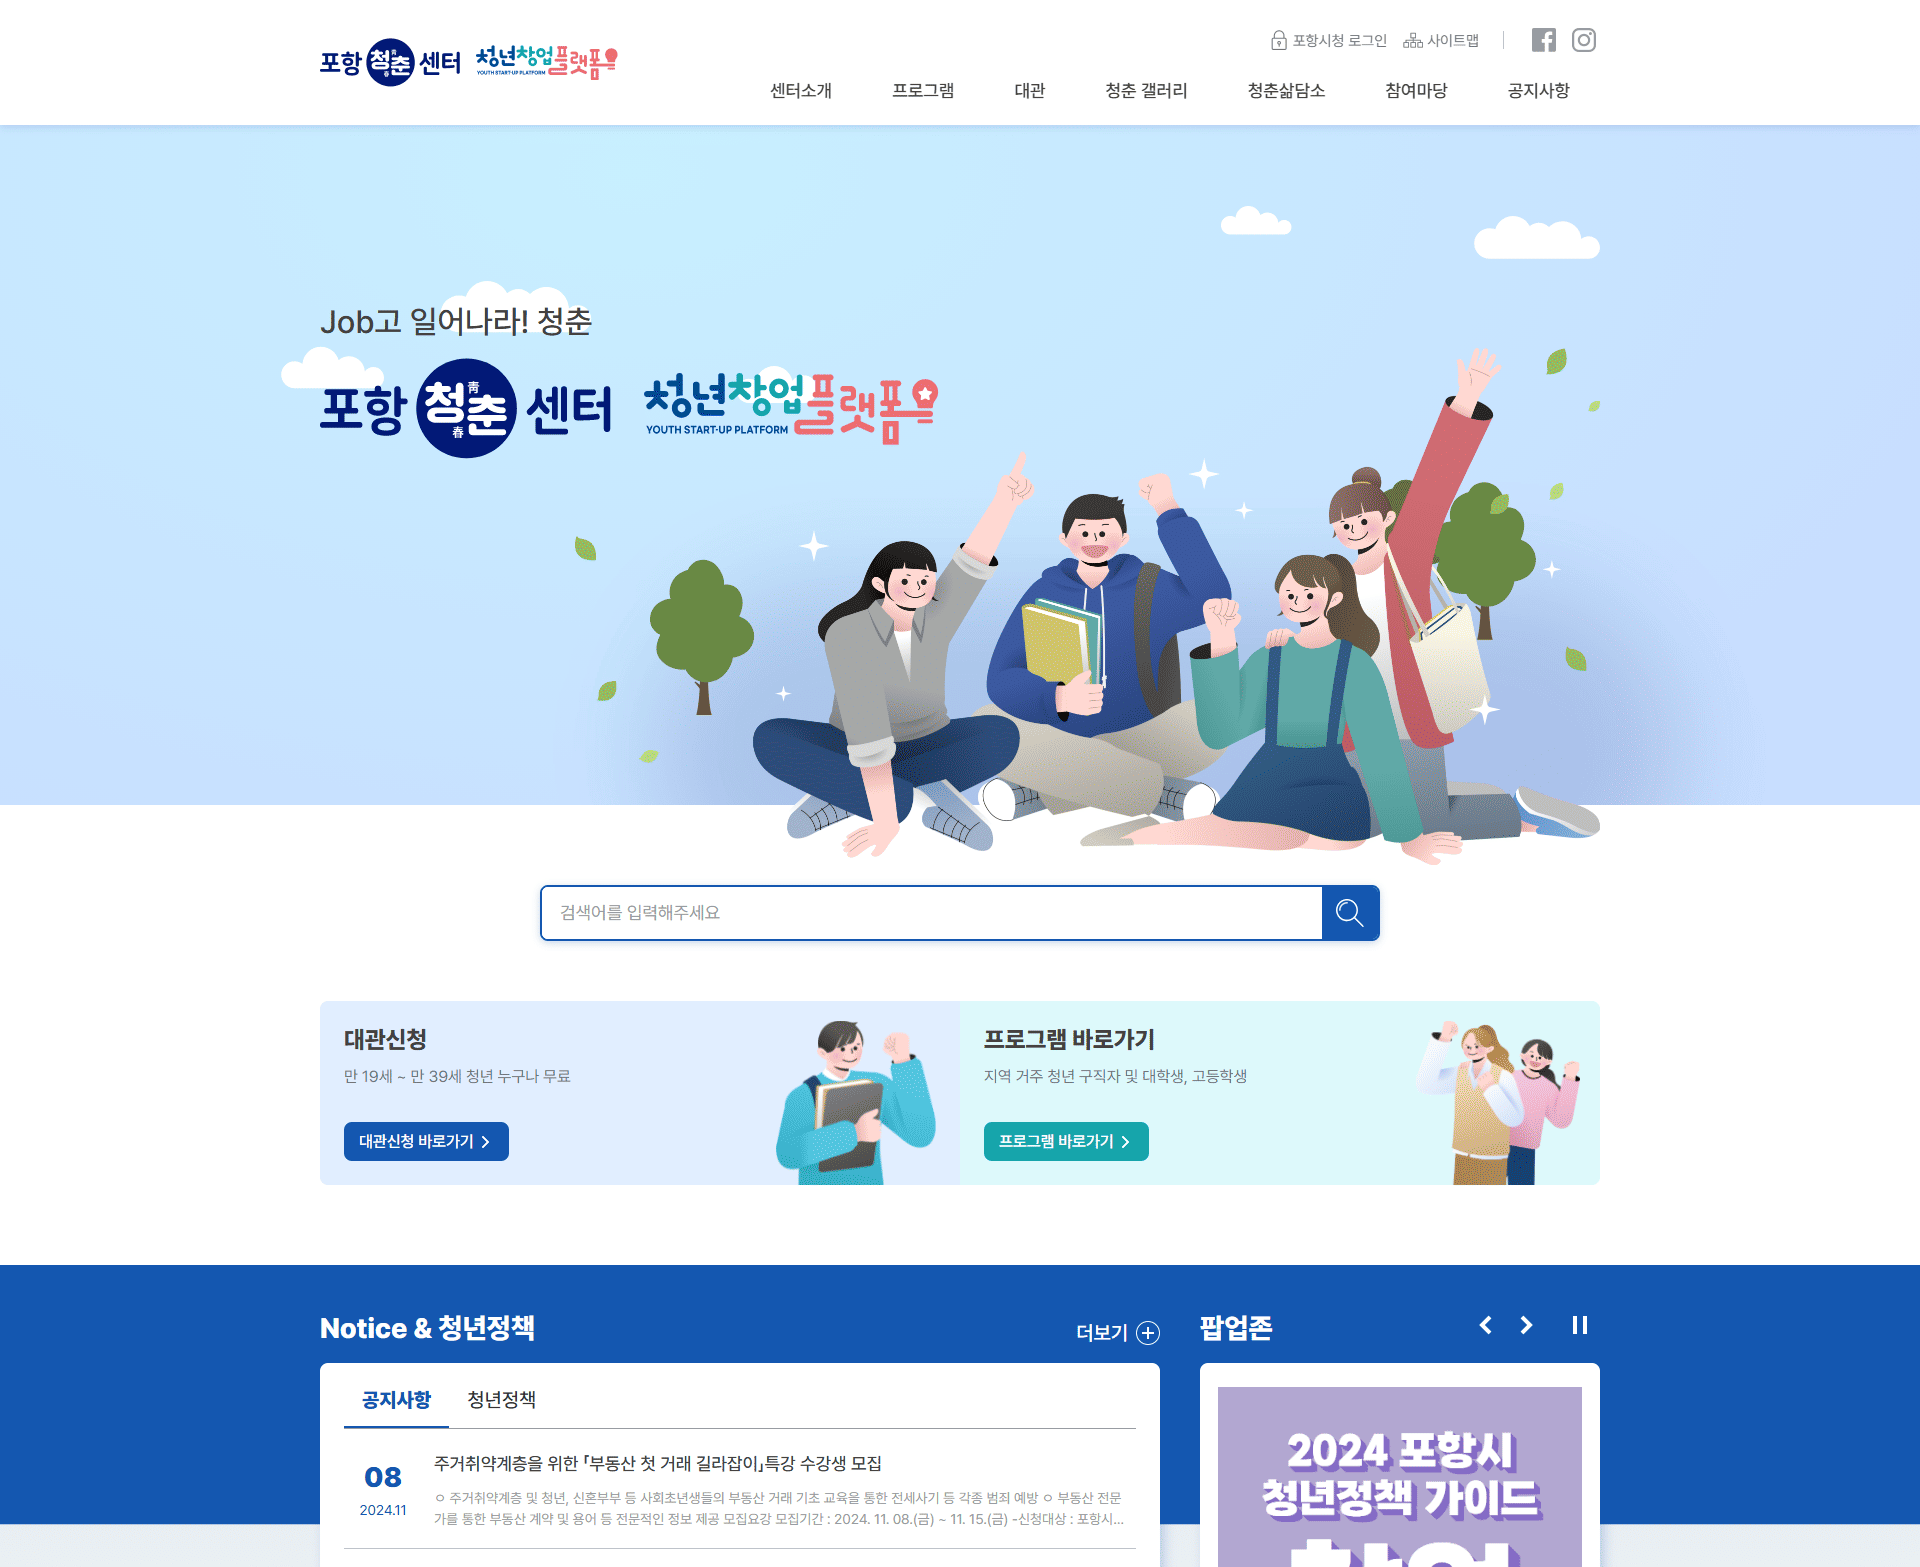 포항 청춘 센터 청년창업플랫폼
靑
春
YOUTH START-UP PLATFORM
포항시청 로그인 사이트맵
센터소개 프로그램 대관 청춘 갤러리 청춘삶담소 참여마당 공지사항
Job고 일어나라! 청춘
포항 청춘 센터 청년창업플랫폼
靑
春
YOUTH START-UP PLATFORM
검색어를 입력해주세요
대관신청
만 19세 ~ 만 39세 청년 누구나 무료
대관신청 바로가기
프로그램 바로가기
지역 거주 청년 구직자 및 대학생, 고등학생
프로그램 바로가기
Notice & 청년정책
더보기
공지사항 청년정책
08
2024.11
주거취약계층을 위한 「부동산 첫 거래 길라잡이」특강 수강생 모집
ㅇ 주거취약계층 및 청년, 신혼부부 등 사회초년생들의 부동산 거래 기초 교육을 통한 전세사기 등 각종 범죄 예방 ㅇ 부동산 전문
가를 통한 부동산 계약 및 용어 등 전문적인 정보 제공 모집요강 모집기간 : 2024. 11. 08.(금) ~ 11. 15.(금) -신청대상 : 포항시...
팝업존
2024 포항시
청년정책 가이드